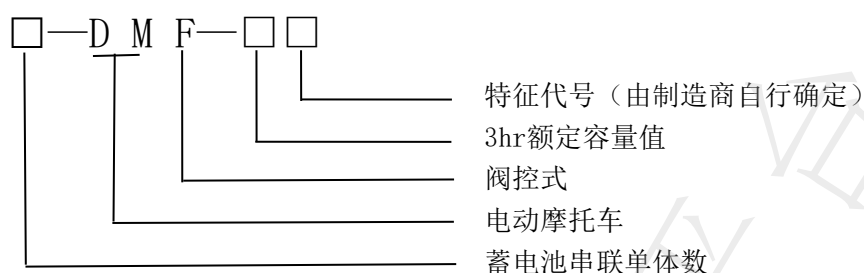 □—D M F—□□
特征代号（由制造商自行确定）
3hr额定容量值
阀控式
电动摩托车
蓄电池串联单体数